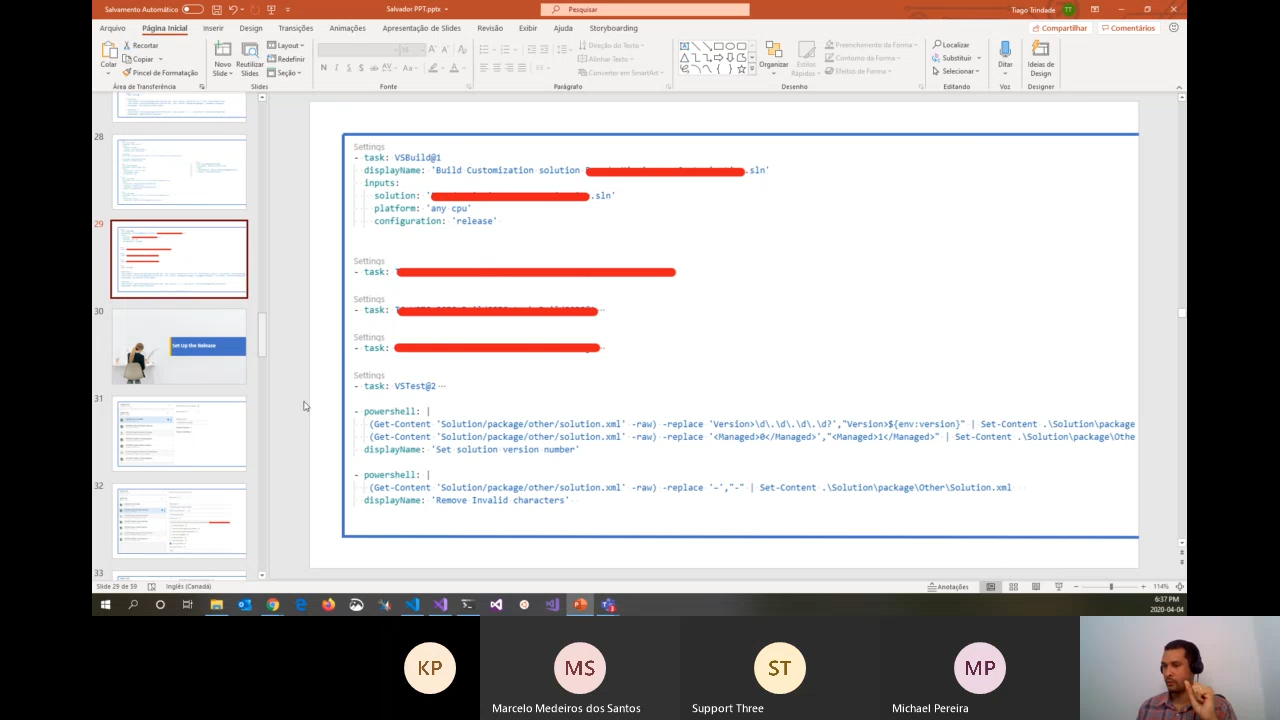 Salvamento Automático
Salvador PPT.pptx
Pesquisar
Tiago Trindade
TT
Arquivo
Página Inicial
Inserir
Design
Transições
Animações
Apresentação de Slides
Revisão
Exibir
Ajuda
Storyboarding
Compartilhar
Comentários
Colar
Recortar
Copiar
Pincel de Formatação
Área de Transferência
Novo Slide
Reutilizar Slides
Layout
Redefinir
Seção
Slides
Fonte
Direção do Texto
Alinhar Texto
Converter em SmartArt
Parágrafo
Organizar
Estilos Rápidos
Preenchimento da Forma
Contorno da Forma
Efeitos de Forma
Desenho
Localizar
Substituir
Selecionar
Editando
Ditar
Voz
Ideias de Design
Designer
28
29
30
Set Up the Release
31
32
33
Settings
- task: VSBuild@1
displayName: 'Build Customization solution .sln'
inputs:
solution: ' .sln'
platform: 'any cpu'
configuration: 'release'
Settings
- task:
Settings
- task:
Settings
- task:
Settings
- task: VSTest@2 ...
- powershell: |
(Get-Content 'Solution/package/other/solution.xml' -raw) -replace 'Version>\d\.\d\.\d\.\d',"Version>${env:version}" | Set-Content .\Solution\package
(Get-Content 'Solution/package/other/solution.xml' -raw) -replace '<Managed>0</Managed>',"<Managed>1</Managed>" | Set-Content .\Solution\package\Othe
displayName: 'Set solution version number'
- powershell: |
(Get-Content 'Solution/package/other/solution.xml' -raw) -replace '–',"-" | Set-Content .\Solution\package\Other\Solution.xml
displayName: 'Remove Invalid characters'
Slide 29 de 59
Inglês (Canadá)
Anotações
114%
6:37 PM
2020-04-04
KP
MS
ST
MP
Marcelo Medeiros dos Santos
Support Three
Michael Pereira